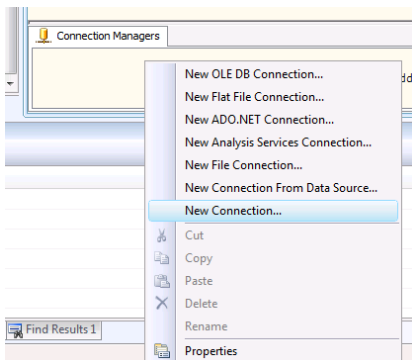 Connection Managers
New OLE DB Connection...
dd
New Flat File Connection...
New ADO.NET Connection...
New Analysis Services Connection...
New File Connection...
New Connection From Data Source...
New Connection...
Cut
Copy
Paste
Delete
Rename
Find Results 1
Properties